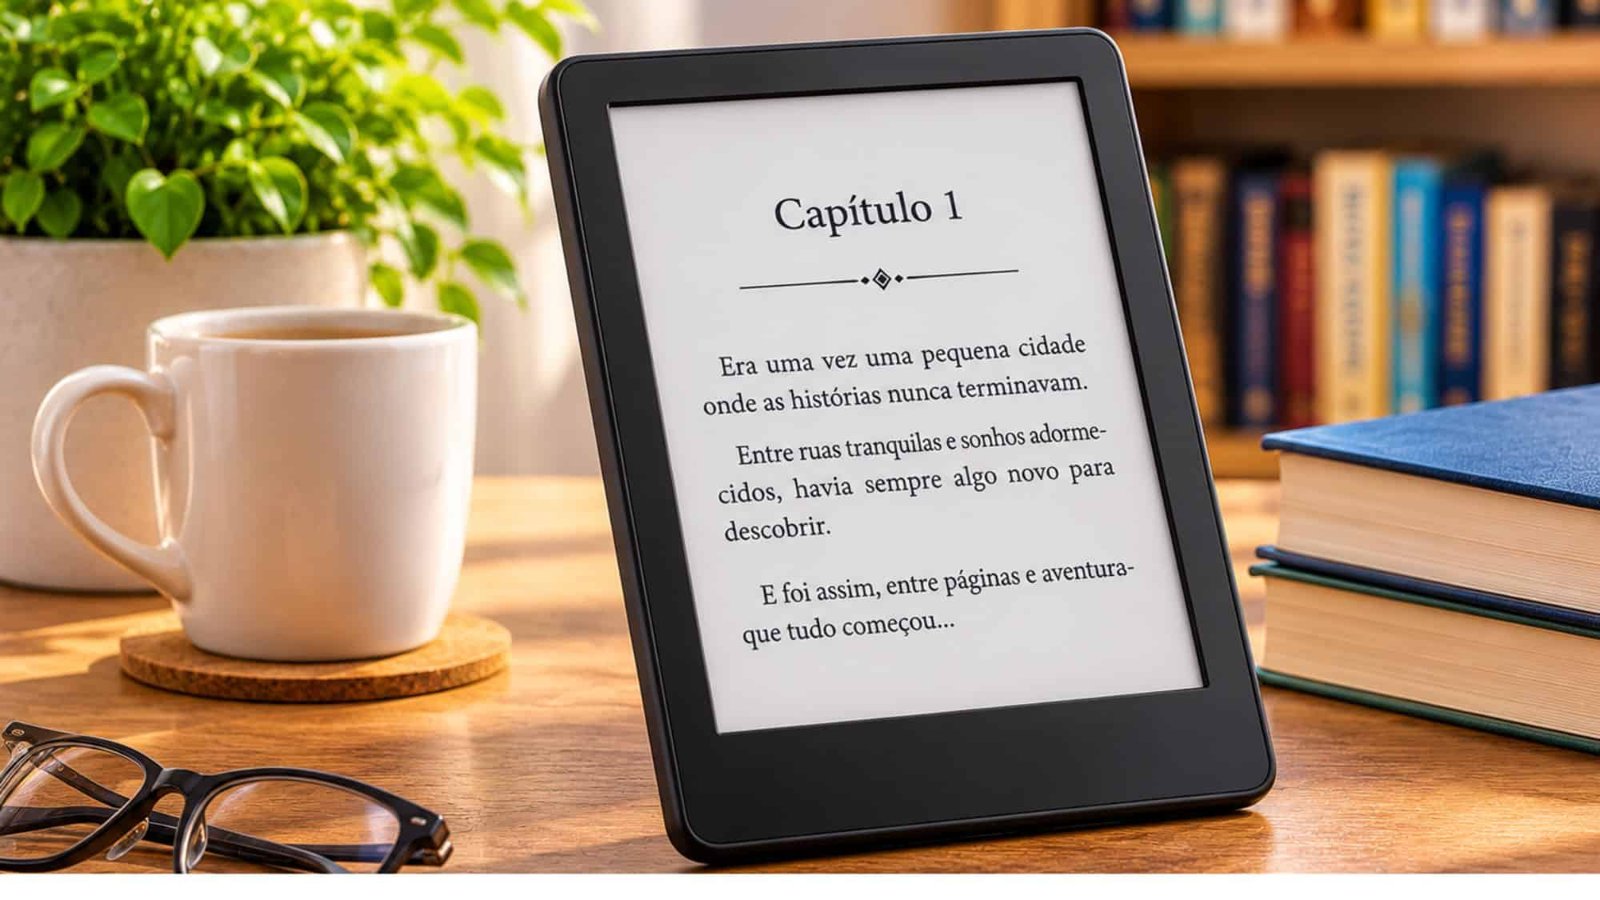 Capítulo 1
Era uma vez uma pequena cidade
onde as histórias nunca terminavam.
Entre ruas tranquilas e sonhos adorme-
cidos, havia sempre algo novo para
descobrir.
E foi assim, entre páginas e aventura-
que tudo começou...